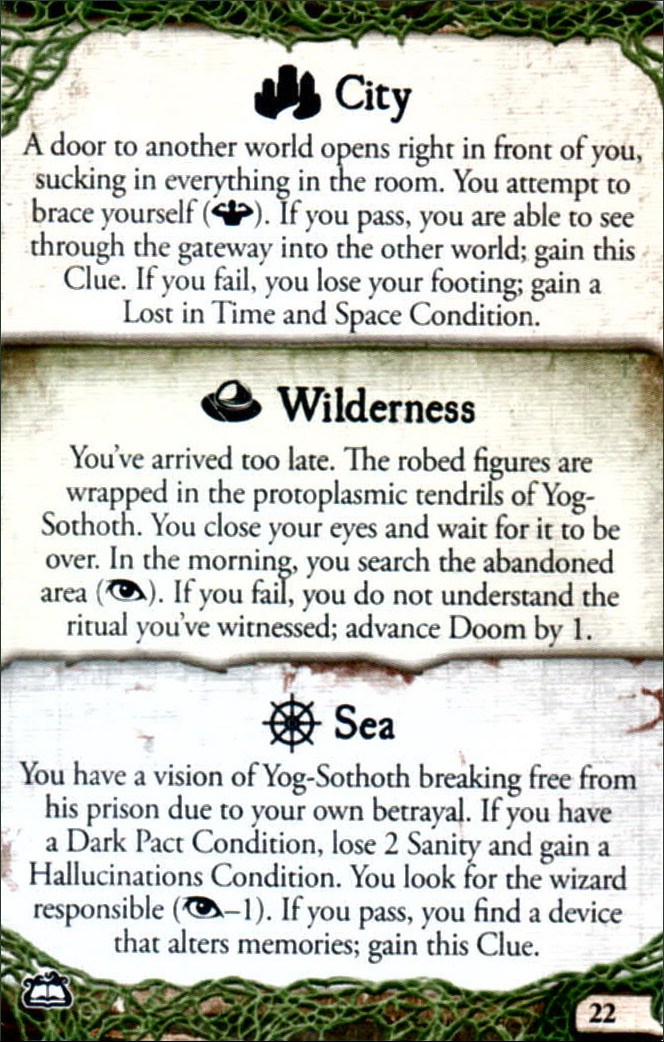 City
A door to another world opens right in front of you,
sucking in everything in the room. You attempt to
brace yourself ( ). If you pass, you are able to see
through the gateway into the other world; gain this
Clue. If you fail, you lose your footing; gain a
Lost in Time and Space Condition.
Wilderness
You've arrived too late. The robed figures are
wrapped in the protoplasmic tendrils of Yog-
Sothoth. You close your eyes and wait for it to be
over. In the morning, you search the abandoned
area ( ). If you fail, you do not understand the
ritual you've witnessed; advance Doom by 1.
Sea
You have a vision of Yog-Sothoth breaking free from
his prison due to your own betrayal. If you have
a Dark Pact Condition, lose 2 Sanity and gain a
Hallucinations Condition. You look for the wizard
responsible ( –1). If you pass, you find a device
that alters memories; gain this Clue.
22